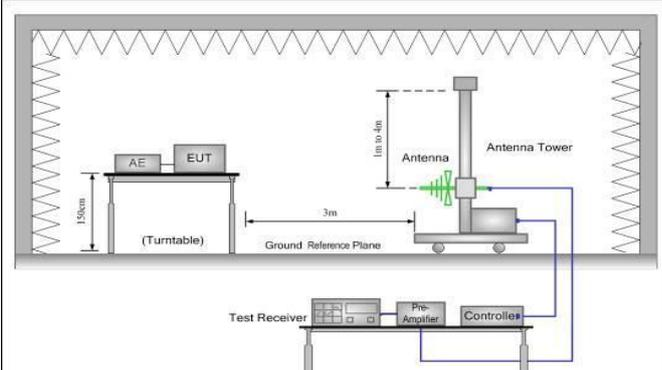 AE
EUT
150cm
(Turntable)
3m
Ground Reference Plane
1m to 4m
Antenna
Antenna Tower
Test Receiver
Pre-
Amplifier
Controller